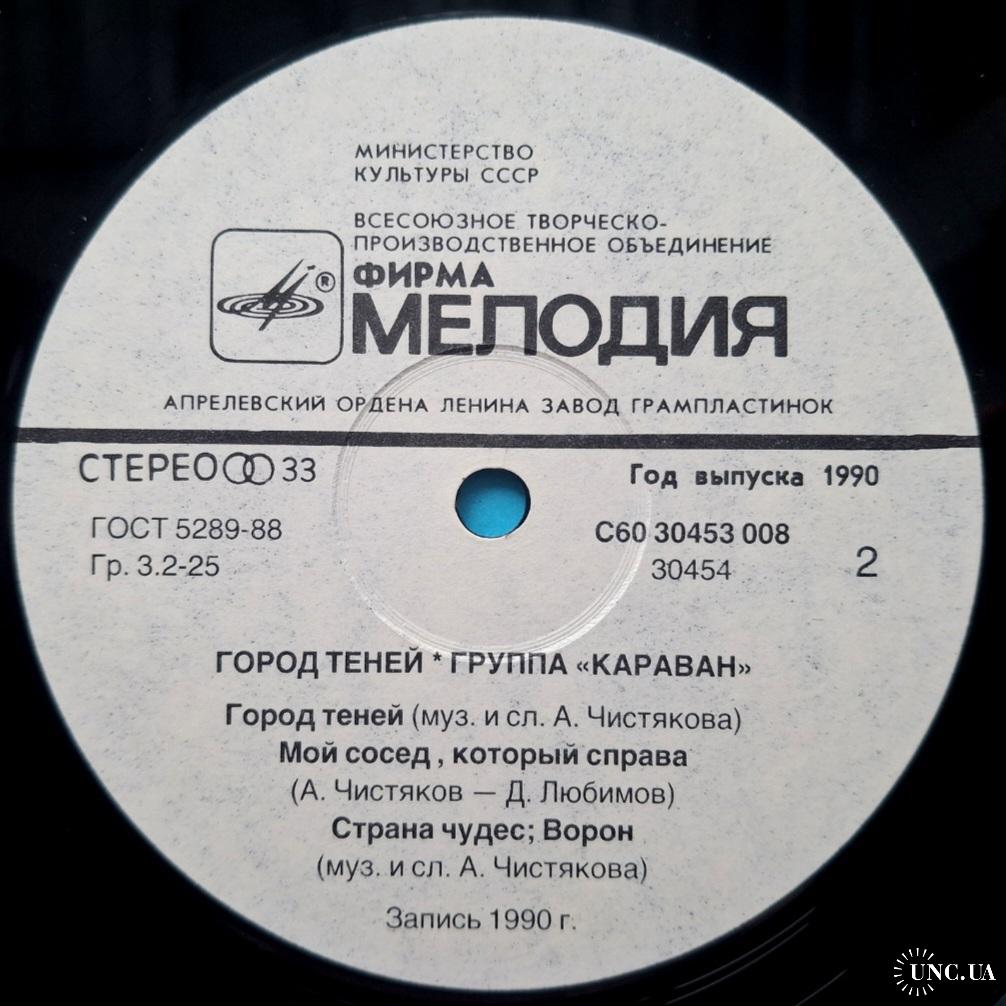 МИНИСТЕРСТВО
КУЛЬТУРЫ СССР
ВСЕСОЮЗНОЕ ТВОРЧЕСКО-
ПРОИЗВОДСТВЕННОЕ ОБЪЕДИНЕНИЕ
®
ФИРМА
МЕЛОДИЯ
АПРЕЛЕВСКИЙ ОРДЕНА ЛЕНИНА ЗАВОД ГРАМПЛАСТИНОК
СТЕРЕО 33
Год выпуска 1990
ГОСТ 5289-88
С60 30453 008
Гр. 3.2-25
30454
2
ГОРОД ТЕНЕЙ * ГРУППА «КАРАВАН»
Город теней (муз. и сл. А. Чистякова)
Мой сосед, который справа
(А. Чистяков — Д. Любимов)
Страна чудес; Ворон
(муз. и сл. А. Чистякова)
Запись 1990 г.
UNC.UA